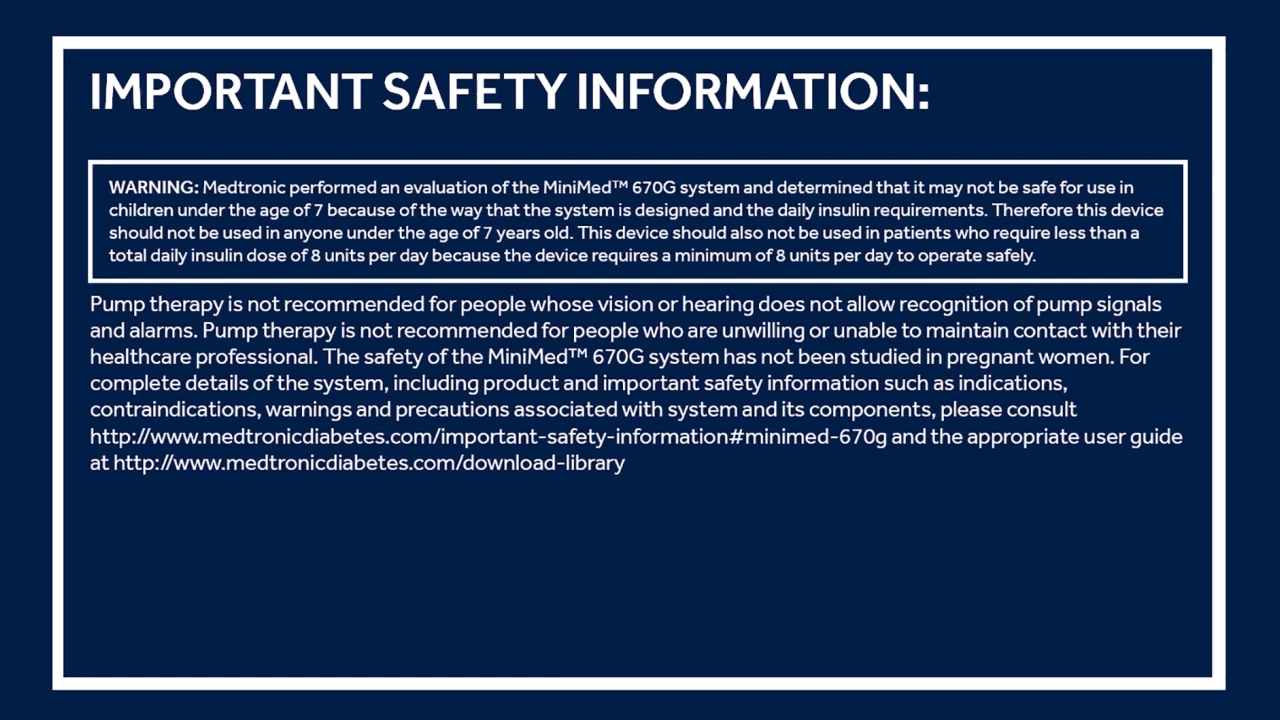 IMPORTANT SAFETY INFORMATION:
WARNING: Medtronic performed an evaluation of the MiniMed™ 670G system and determined that it may not be safe for use in
children under the age of 7 because of the way that the system is designed and the daily insulin requirements. Therefore this device
should not be used in anyone under the age of 7 years old. This device should also not be used in patients who require less than a
total daily insulin dose of 8 units per day because the device requires a minimum of 8 units per day to operate safely.
Pump therapy is not recommended for people whose vision or hearing does not allow recognition of pump signals
and alarms. Pump therapy is not recommended for people who are unwilling or unable to maintain contact with their
healthcare professional. The safety of the MiniMed™ 670G system has not been studied in pregnant women. For
complete details of the system, including product and important safety information such as indications,
contraindications, warnings and precautions associated with system and its components, please consult
http://www.medtronicdiabetes.com/important-safety-information#minimed-670g and the appropriate user guide
at http://www.medtronicdiabetes.com/download-library